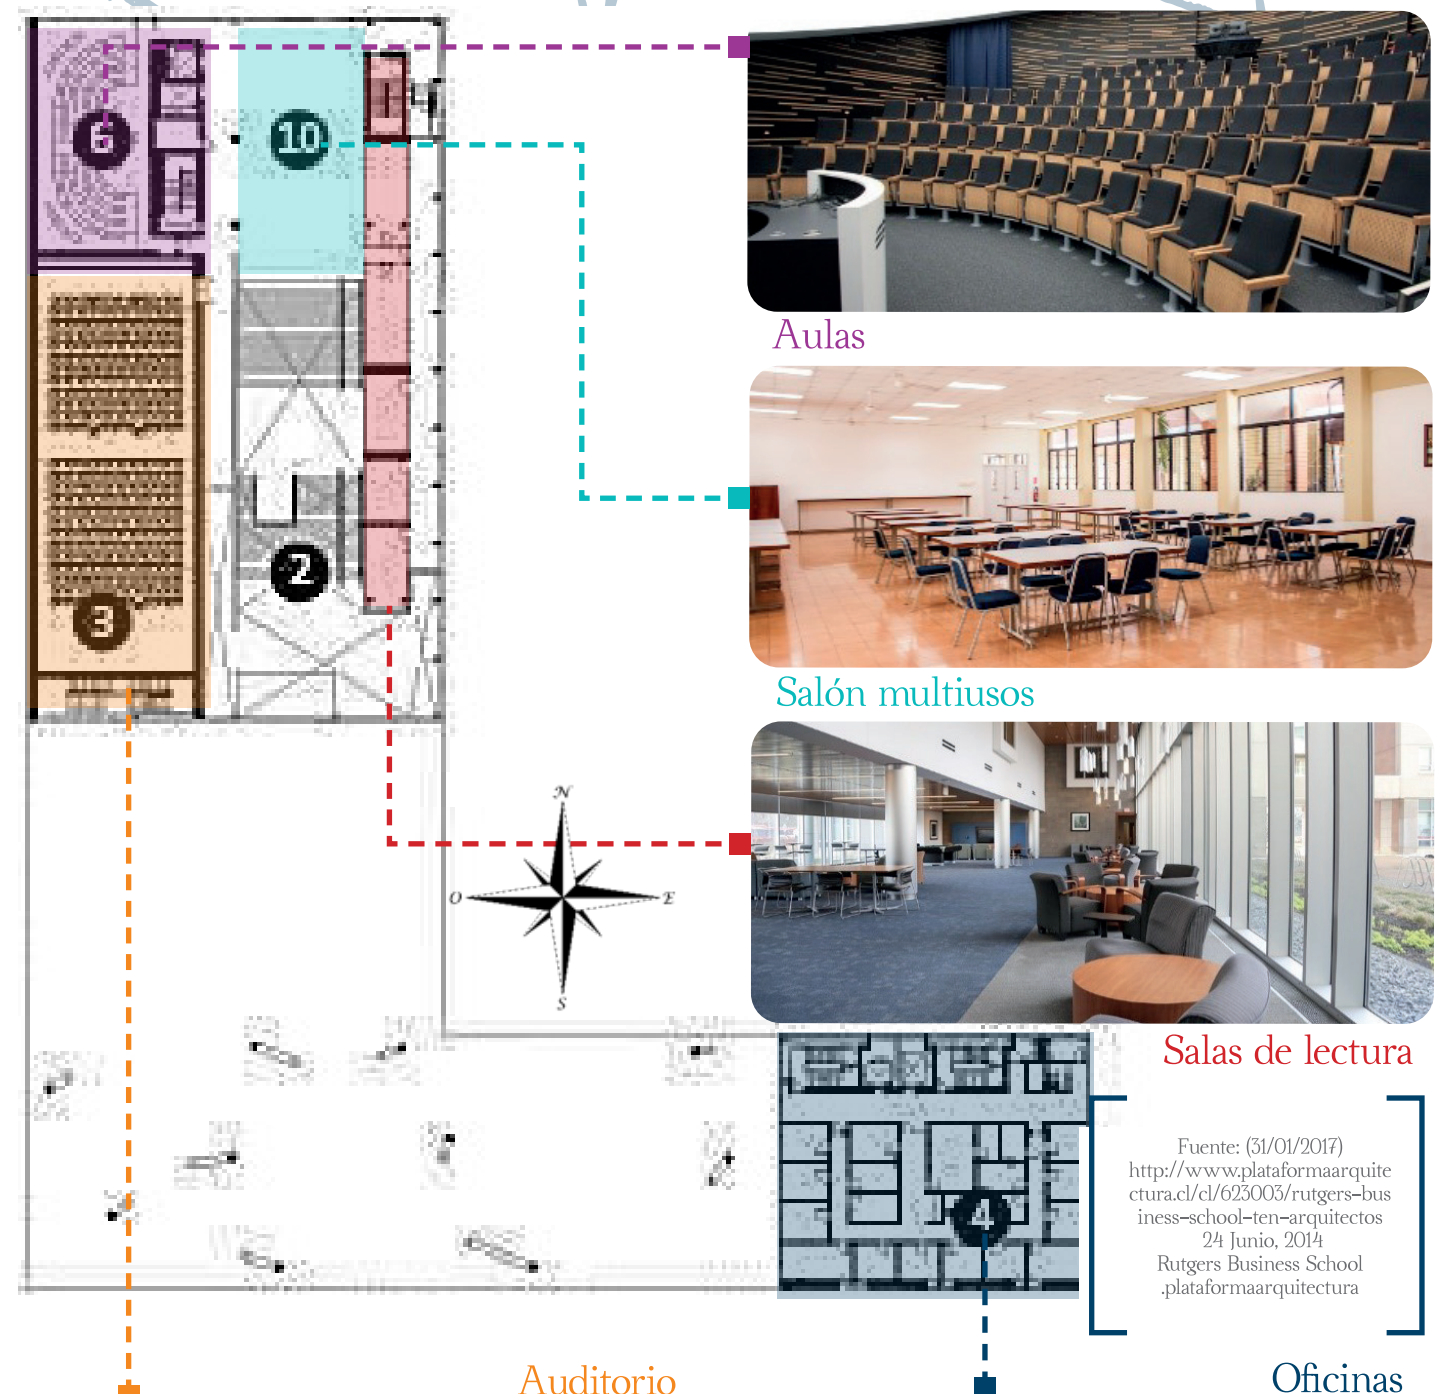 6
10
Aulas
2
3
Salón multiusos
N
O
E
S
Salas de lectura
4
Fuente: (31/01/2017)
http://www.plataformaarquite
ctura.cl/cl/623003/rutgers-bus
iness-school-ten-arquitectos
24 Junio, 2014
Rutgers Business School
.plataformaarquitectura
Auditorio
Oficinas